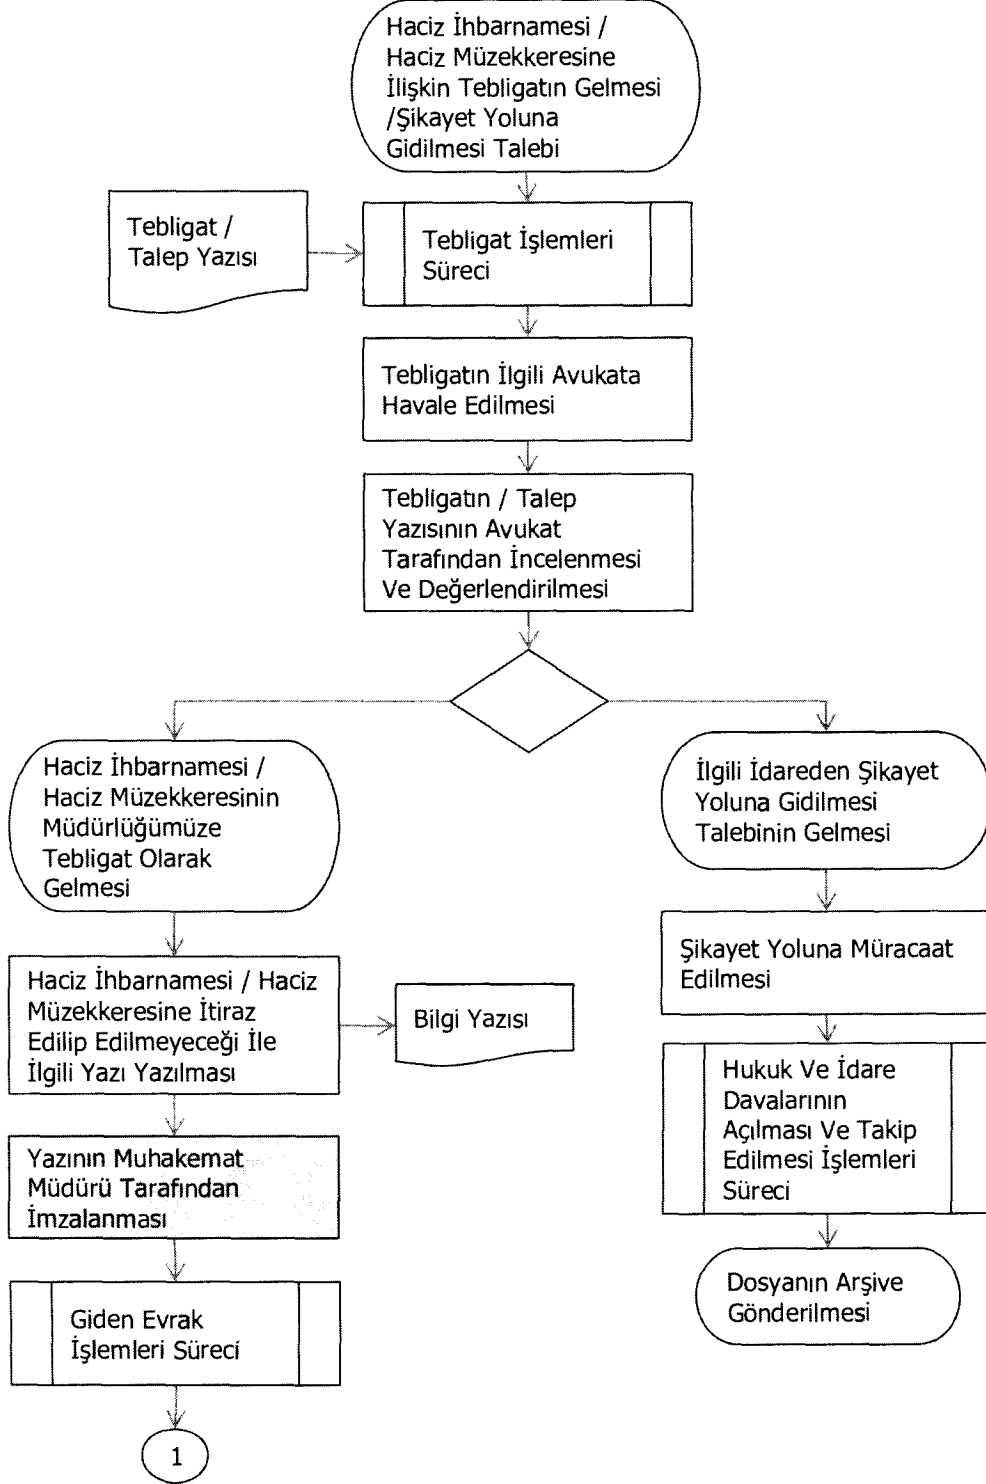 Haciz İhbarnamesi /
Haciz Müzekkeresine
İlişkin Tebligatın Gelmesi
/Şikayet Yoluna
Gidilmesi Talebi
Tebligat /
Talep Yazısı
Tebligat İşlemleri
Süreci
Tebligatın İlgili Avukata
Havale Edilmesi
Tebligatın / Talep
Yazısının Avukat
Tarafından İncelenmesi
Ve Değerlendirilmesi
Haciz İhbarnamesi /
Haciz Müzekkeresinin
Müdürlüğümüze
Tebligat Olarak
Gelmesi
Haciz İhbarnamesi / Haciz
Müzekkeresine İtiraz
Edilip Edilmeyeceği İle
İlgili Yazı Yazılması
Bilgi Yazısı
Yazının Muhakemat
Müdürü Tarafından
İmzalanması
Giden Evrak
İşlemleri Süreci
1
İlgili İdareden Şikayet
Yoluna Gidilmesi
Talebinin Gelmesi
Şikayet Yoluna Müracaat
Edilmesi
Hukuk Ve İdare
Davalarının
Açılması Ve Takip
Edilmesi İşlemleri
Süreci
Dosyanın Arşive
Gönderilmesi